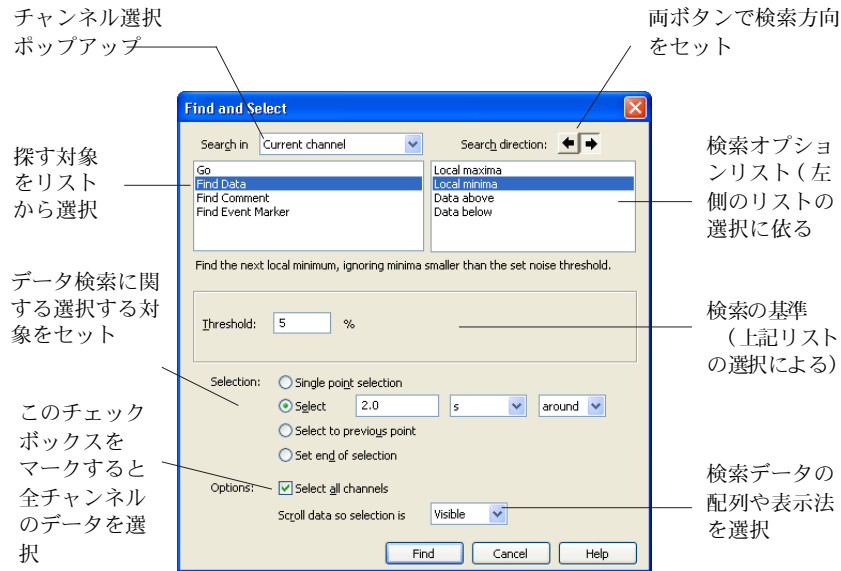 チャンネル選択
ポップアップ
両ボタンで検索方向
をセット
Find and Select
Search in
Current channel
Search direction:
探す対象
をリスト
から選択
Go
Find Data
Find Comment
Find Event Marker
Local maxima
Local minima
Data above
Data below
検索オプショ
ンリスト ( 左
側のリストの
選択に依る
Find the next local minimum, ignoring minima smaller than the set noise threshold.
データ検索に関
する選択する対
象をセット
Threshold:
5
%
検索の基準
（上記リスト
の選択による）
Selection:
Single point selection
Select
2.0
s
around
Select to previous point
Set end of selection
このチェック
ボックスを
マークすると
全チャンネル
のデータを選
択
Options:
Select all channels
Scroll data so selection is
Visible
検索データの
配列や表示法
を選択
Find
Cancel
Help